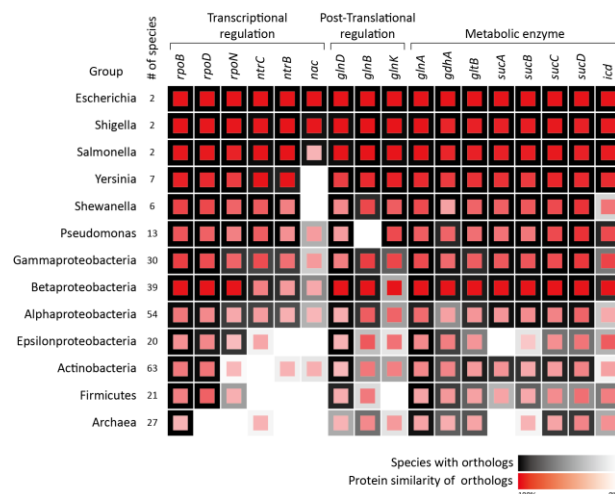 Transcriptional regulation Post-Translational regulation Metabolic enzyme
Group # of species rpoB rpoD rpoN ntrC ntrB nac glnD glnB glnK glnA gdhA gltB sucA sucB sucC sucD icd
Escherichia 2
Shigella 2
Salmonella 2
Yersinia 7
Shewanella 6
Pseudomonas 13
Gammaproteobacteria 30
Betaproteobacteria 39
Alphaproteobacteria 54
Epsilonproteobacteria 20
Actinobacteria 63
Firmicutes 21
Archaea 27
Species with orthologs
Protein similarity of orthologs